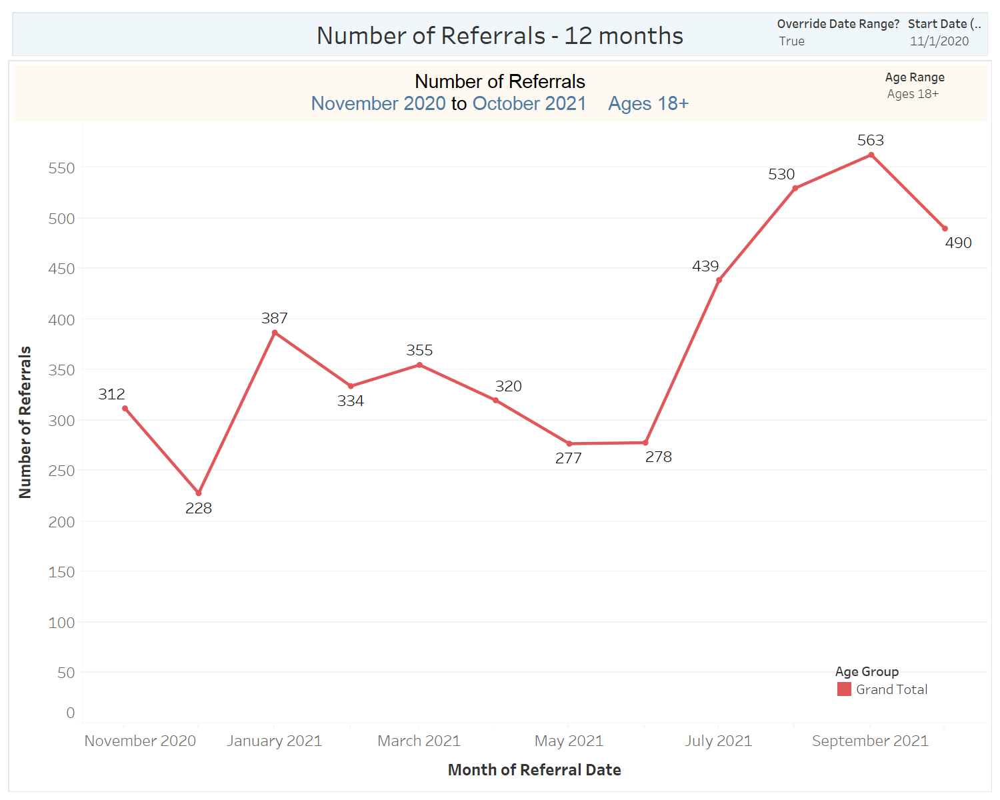 Number of Referrals - 12 months
Override Date Range? Start Date (..
True 11/1/2020
Number of Referrals
November 2020 to October 2021 Ages 18+
Age Range
Ages 18+
Number of Referrals
550
500
450
400
350
300
250
200
150
100
50
0
312
228
387
334
355
320
277
278
439
530
563
490
Age Group
Grand Total
November 2020 January 2021 March 2021 May 2021 July 2021 September 2021
Month of Referral Date